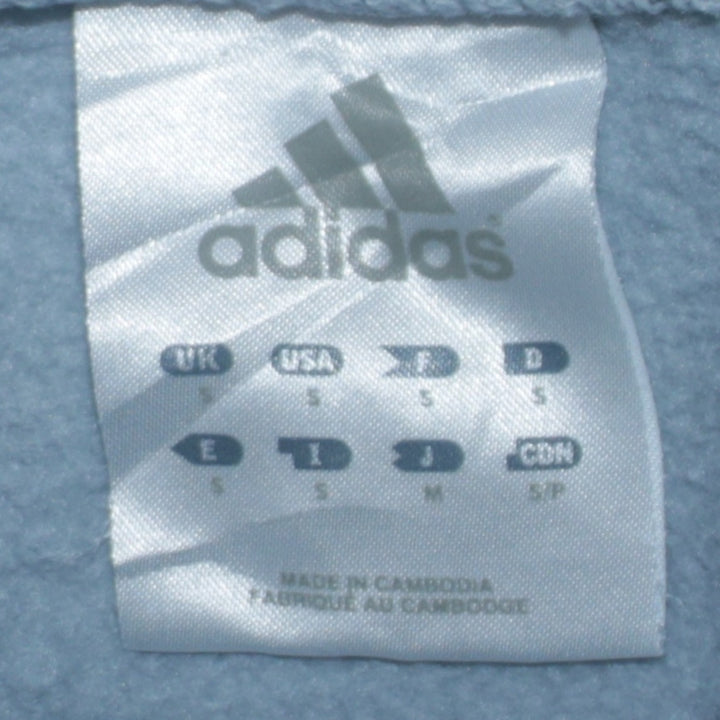 adidas
UK USA F D
S S S S
E I J CDN
S S M S/P
MADE IN CAMBODIA
FABRIQUÉ AU CAMBODGE